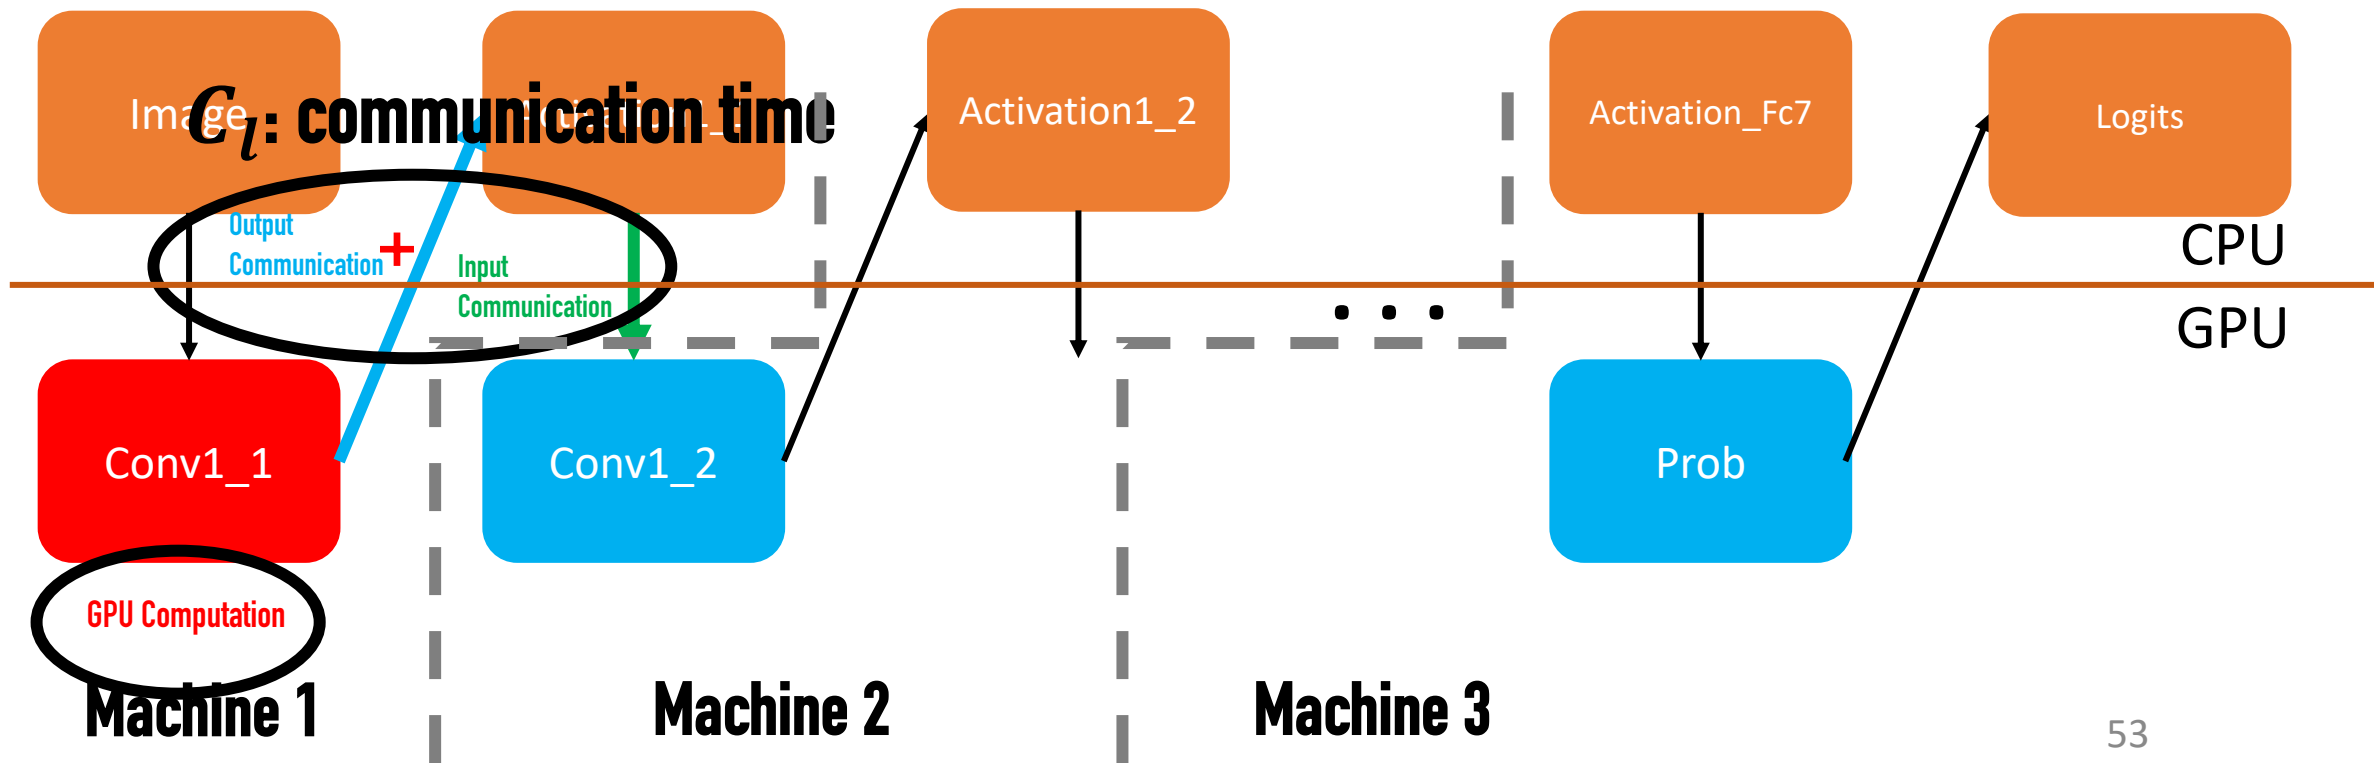 Image
C_l: communication time
Activation1_2
Activation_Fc7
Logits
Output
Communication
+
Input
Communication
CPU
. . .
GPU
Conv1_1
Conv1_2
Prob
GPU Computation
Machine 1
Machine 2
Machine 3
53